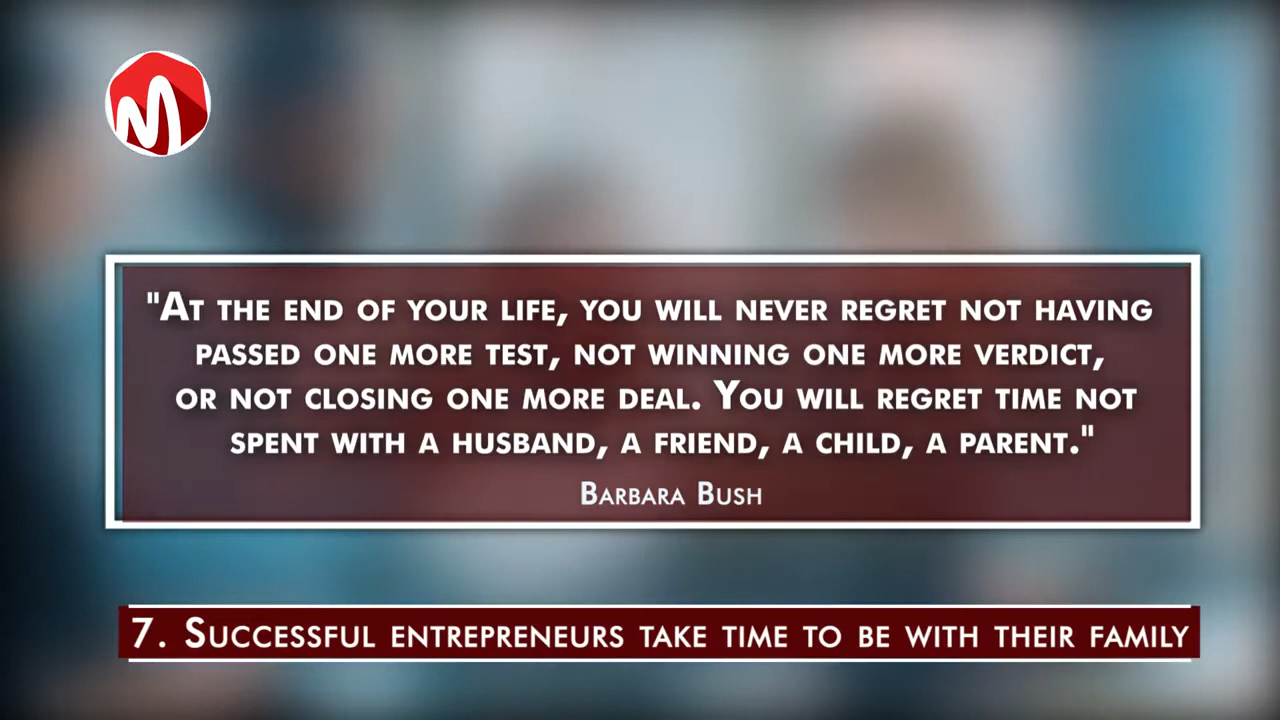 "At the end of your life, you will never regret not having
passed one more test, not winning one more verdict,
or not closing one more deal. You will regret time not
spent with a husband, a friend, a child, a parent."
Barbara Bush
7. Successful entrepreneurs take time to be with their family